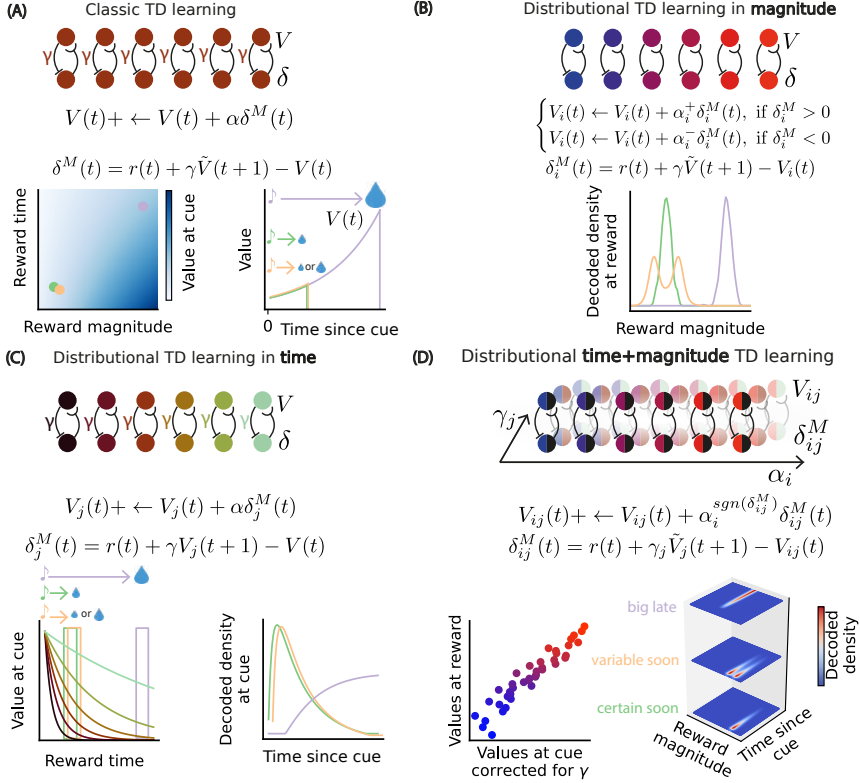 (A)
Classic TD learning
γ γ γ γ γ γ
V
δ
V(t)+ ← V(t) + αδ^M(t)
δ^M(t) = r(t) + γṼ(t + 1) − V(t)
Reward time
Reward magnitude
Value at cue
Value
V(t)
or
0
Time since cue
(B)
Distributional TD learning in magnitude
V
δ
V_i(t) ← V_i(t) + α_i^+ δ_i^M(t), if δ_i^M > 0
V_i(t) ← V_i(t) + α_i^- δ_i^M(t), if δ_i^M < 0
δ_i^M(t) = r(t) + γṼ(t + 1) − V_i(t)
Decoded density
at reward
Reward magnitude
(C)
Distributional TD learning in time
γ γ γ γ γ γ
V
δ
V_j(t)+ ← V_j(t) + αδ_j^M(t)
δ_j^M(t) = r(t) + γV_j(t + 1) − V(t)
or
Value at cue
Reward time
Decoded density
at cue
Time since cue
(D)
Distributional time+magnitude TD learning
γ_j
V_ij
δ_ij^M
α_i
V_ij(t)+ ← V_ij(t) + α_i^sgn(δ_ij^M) δ_ij^M(t)
δ_ij^M(t) = r(t) + γ_jṼ_j(t + 1) − V_ij(t)
Values at reward
Values at cue
corrected for γ
big late
variable soon
certain soon
Reward
magnitude
Time since
cue
Decoded
density